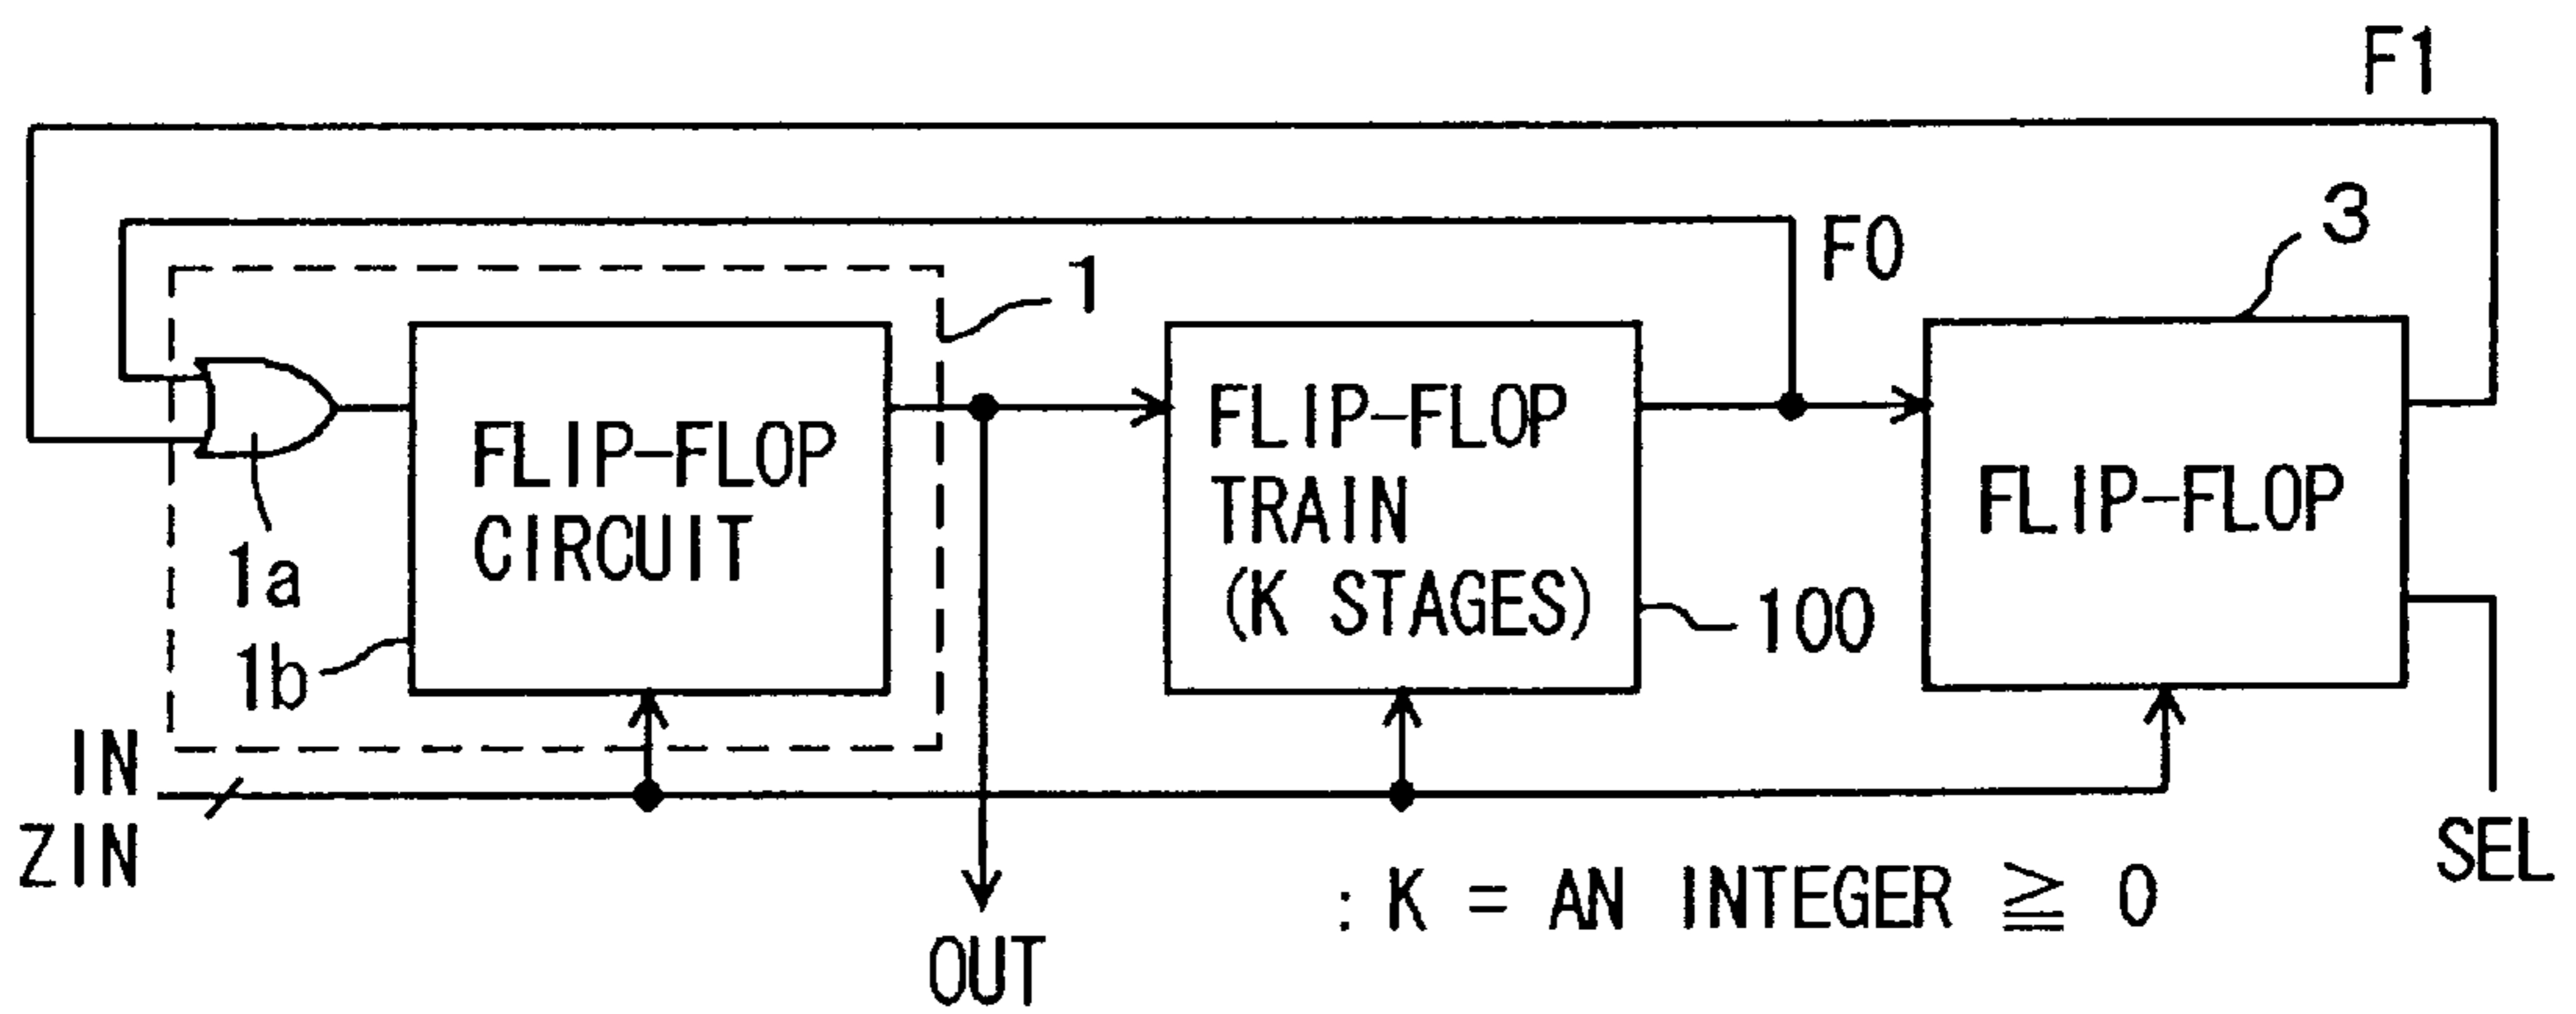 F1
3
F0
1
FLIP-FLOP
CIRCUIT
FLIP-FLOP
TRAIN
(K STAGES)
FLIP-FLOP
1a
1b
100
IN
ZIN
SEL
: K = AN INTEGER ≧ 0
OUT